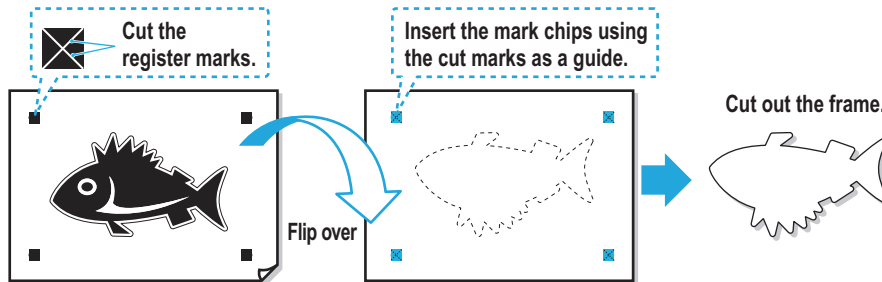 Cut the
register marks.
Insert the mark chips using
the cut marks as a guide.
Cut out the frame.
Flip over